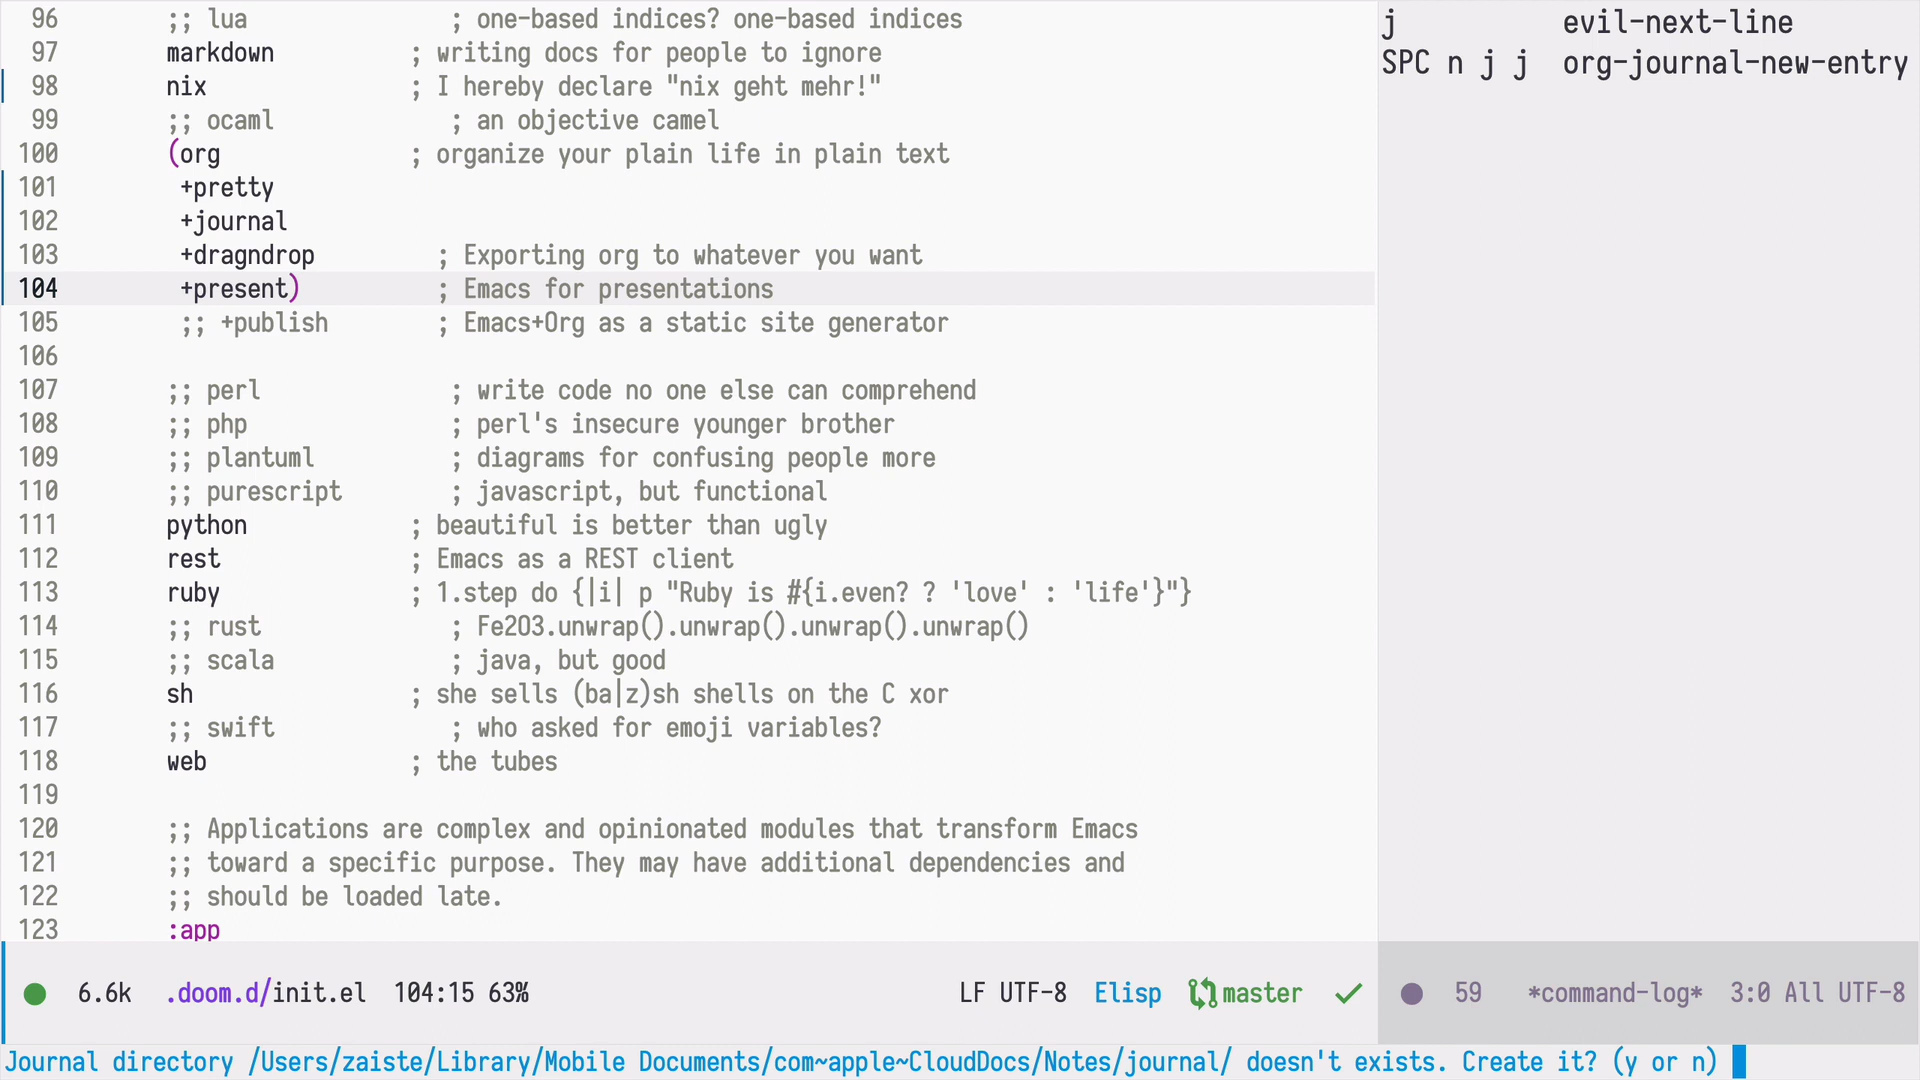 96 ;; lua ; one-based indices? one-based indices
97 markdown ; writing docs for people to ignore
98 nix ; I hereby declare "nix geht mehr!"
99 ;; ocaml ; an objective camel
100 (org ; organize your plain life in plain text
101 +pretty
102 +journal
103 +dragndrop ; Exporting org to whatever you want
104 +present) ; Emacs for presentations
105 ;; +publish ; Emacs+Org as a static site generator
106
107 ;; perl ; write code no one else can comprehend
108 ;; php ; perl's insecure younger brother
109 ;; plantuml ; diagrams for confusing people more
110 ;; purescript ; javascript, but functional
111 python ; beautiful is better than ugly
112 rest ; Emacs as a REST client
113 ruby ; 1.step do {|i| p "Ruby is #{i.even? ? 'love' : 'life'}"}
114 ;; rust ; Fe2O3.unwrap().unwrap().unwrap().unwrap()
115 ;; scala ; java, but good
116 sh ; she sells (ba|z)sh shells on the C xor
117 ;; swift ; who asked for emoji variables?
118 web ; the tubes
119
120 ;; Applications are complex and opinionated modules that transform Emacs
121 ;; toward a specific purpose. They may have additional dependencies and
122 ;; should be loaded late.
123 :app
6.6k .doom.d/init.el 104:15 63% LF UTF-8 Elisp master
j evil-next-line
SPC n j j org-journal-new-entry
59 *command-log* 3:0 All UTF-8
Journal directory /Users/zaiste/Library/Mobile Documents/com~apple~CloudDocs/Notes/journal/ doesn't exists. Create it? (y or n)